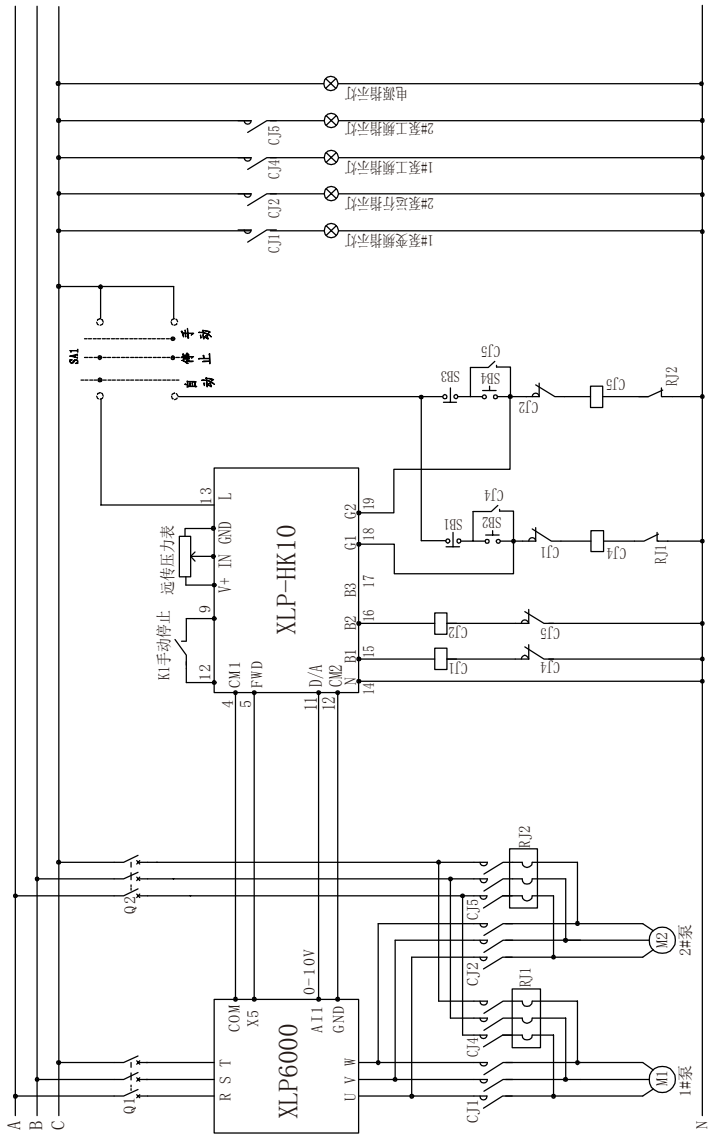 A
B
C
N
Q1
Q2
R S T
XLP6000
COM
X5
AI1
GND
0-10V
U V W
CJ1
CJ4
RJ1
CJ2
CJ5
RJ2
M1
1#泵
M2
2#泵
K1手动停止
远传压力表
12
9
V+
IN
GND
13
L
XLP-HK10
4
CM1
5
FWD
11
D/A
12
CM2
N
B1
B2
B3
G1
G2
14
15
16
17
18
19
CJ1
CJ4
CJ2
CJ5
SB1
SB2
CJ4
CJ1
CJ4
RJ1
SB3
SB4
CJ5
CJ2
CJ5
RJ2
SA1
自动
停止
手动
CJ1
1#泵变频指示灯
CJ2
2#泵运行指示灯
CJ4
1#泵工频指示灯
CJ5
2#泵工频指示灯
电源指示灯